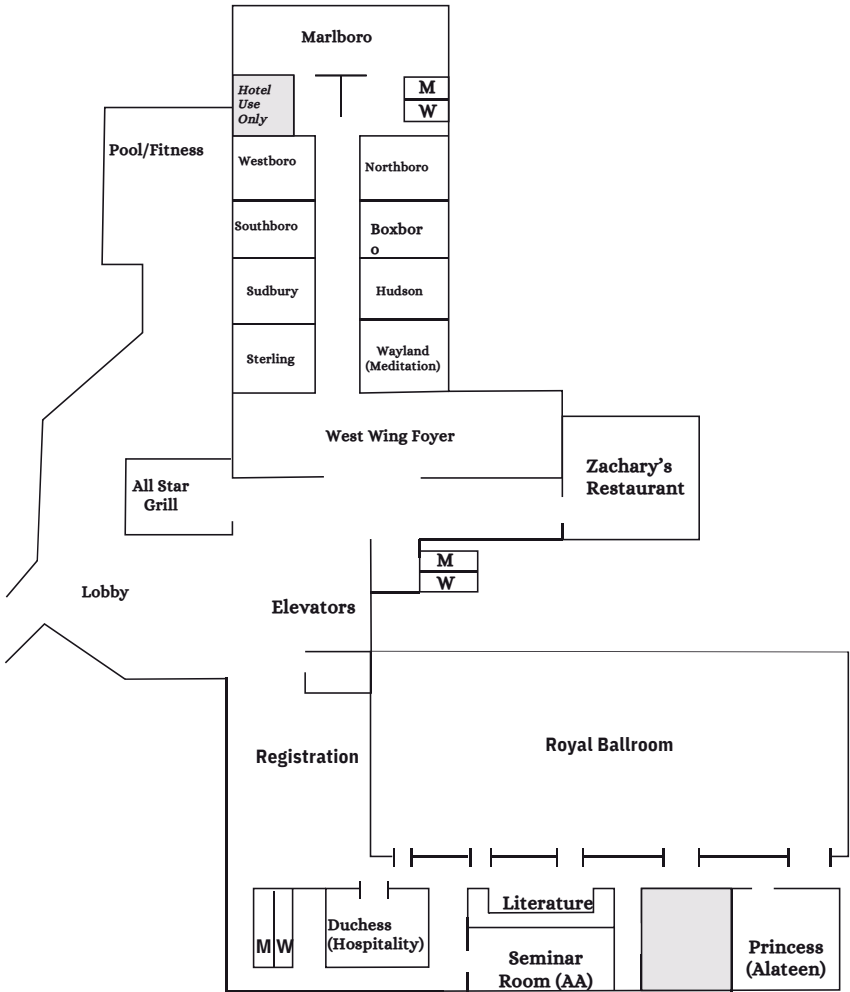 Marlboro
Hotel
Use
Only
M
W
Pool/Fitness
Westboro
Northboro
Southboro
Boxbor
o
Sudbury
Hudson
Sterling
Wayland
(Meditation)
West Wing Foyer
Zachary’s
Restaurant
All Star
Grill
M
W
Lobby
Elevators
Royal Ballroom
Registration
Literature
Duchess
(Hospitality)
M W
Princess
(Alateen)
Seminar
Room (AA)